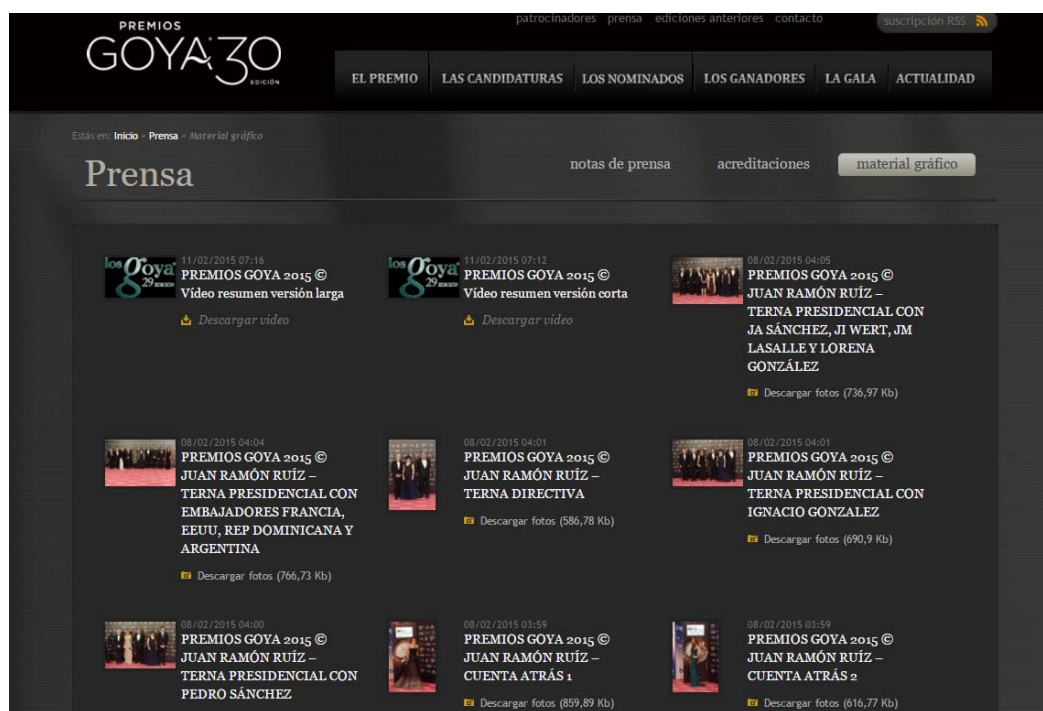 patrocinadores prensa ediciones anteriores contacto
suscripción RSS
PREMIOS
GOYA 30
EDICIÓN
EL PREMIO LAS CANDIDATURAS LOS NOMINADOS LOS GANADORES LA GALA ACTUALIDAD
Estás en: Inicio » Prensa » Material gráfico
Prensa
notas de prensa acreditaciones material gráfico
los goya
29 EDICIÓN
11/02/2015 07:16
PREMIOS GOYA 2015 ©
Vídeo resumen versión larga
Descargar video
los goya
29 EDICIÓN
11/02/2015 07:12
PREMIOS GOYA 2015 ©
Vídeo resumen versión corta
Descargar video
08/02/2015 04:05
PREMIOS GOYA 2015 ©
JUAN RAMÓN RUÍZ –
TERNA PRESIDENCIAL CON
JA SÁNCHEZ, JI WERT, JM
LASALLE Y LORENA
GONZÁLEZ
Descargar fotos (736,97 Kb)
08/02/2015 04:04
PREMIOS GOYA 2015 ©
JUAN RAMÓN RUÍZ –
TERNA PRESIDENCIAL CON
EMBAJADORES FRANCIA,
EEUU, REP DOMINICANA Y
ARGENTINA
Descargar fotos (766,73 Kb)
08/02/2015 04:01
PREMIOS GOYA 2015 ©
JUAN RAMÓN RUÍZ –
TERNA DIRECTIVA
Descargar fotos (586,78 Kb)
08/02/2015 04:01
PREMIOS GOYA 2015 ©
JUAN RAMÓN RUÍZ –
TERNA PRESIDENCIAL CON
IGNACIO GONZALEZ
Descargar fotos (690,9 Kb)
08/02/2015 04:00
PREMIOS GOYA 2015 ©
JUAN RAMÓN RUÍZ –
TERNA PRESIDENCIAL CON
PEDRO SÁNCHEZ
08/02/2015 03:59
PREMIOS GOYA 2015 ©
JUAN RAMÓN RUÍZ –
CUENTA ATRÁS 1
Descargar fotos (859,89 Kb)
08/02/2015 03:59
PREMIOS GOYA 2015 ©
JUAN RAMÓN RUÍZ –
CUENTA ATRÁS 2
Descargar fotos (616,77 Kb)